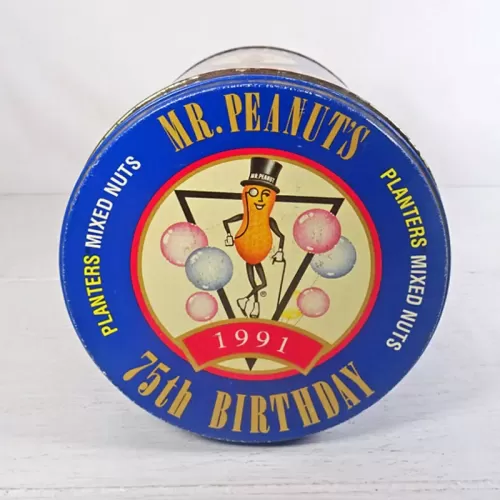 MR. PEANUT'S
PLANTERS MIXED NUTS
PLANTERS MIXED NUTS
MR. PEANUT
®
1991
75th BIRTHDAY